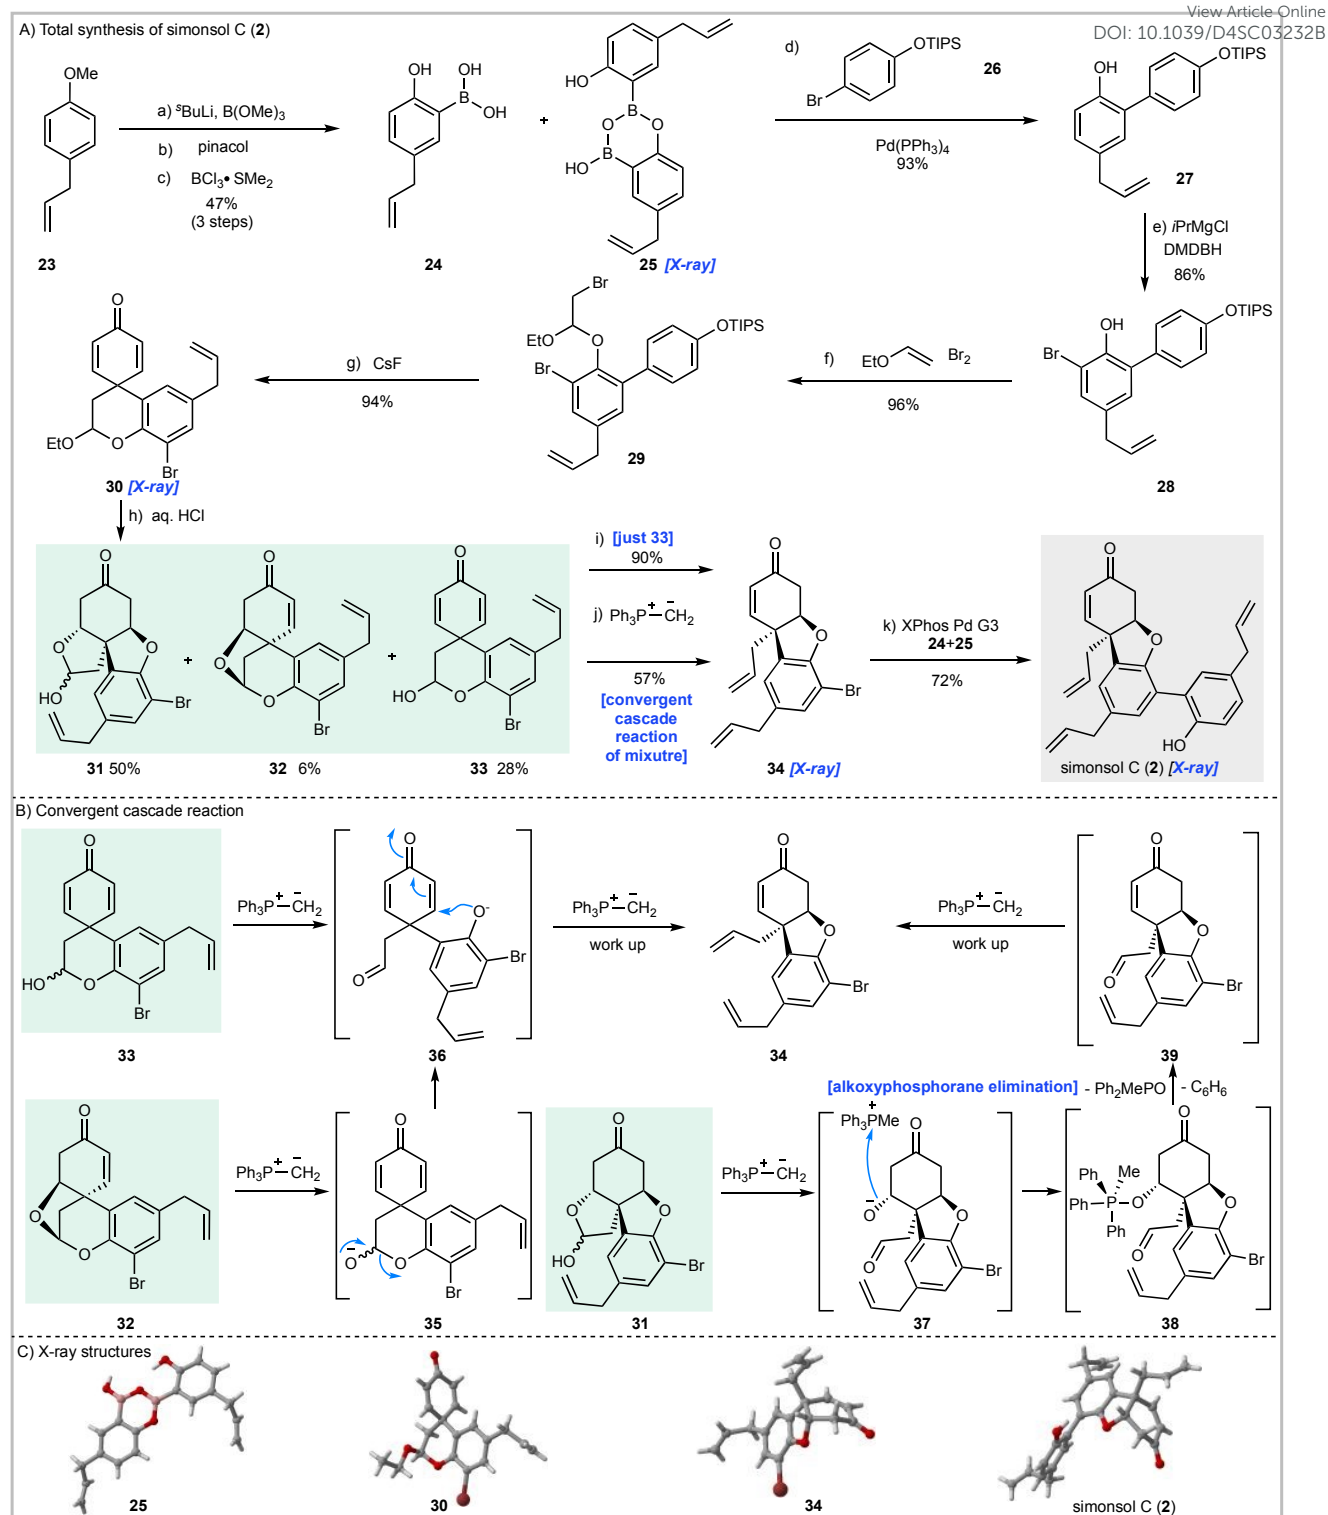 View Article Online
DOI: 10.1039/D4SC03232B
A) Total synthesis of simonsol C (2)
OMe
23
a) ˢBuLi, B(OMe)₃
b) pinacol
c) BCl₃• SMe₂
47%
(3 steps)
OH
OH
B
OH
24
+
HO
B
O
O
B
HO
25 [X-ray]
d)
OTIPS
Br
26
Pd(PPh₃)₄
93%
OTIPS
OH
27
e) iPrMgCl
DMDBH
86%
OTIPS
OH
Br
28
f)
EtO
Br₂
96%
Br
EtO
O
OTIPS
Br
29
g) CsF
94%
O
EtO
O
Br
30 [X-ray]
h) aq. HCl
O
O
O
HO
Br
31 50%
+
O
O
O
Br
32 6%
+
O
HO
O
Br
33 28%
i) [just 33]
90%
j) Ph₃P⁺–CH₂⁻
57%
[convergent
cascade
reaction
of mixutre]
O
O
Br
34 [X-ray]
k) XPhos Pd G3
24+25
72%
O
O
HO
simonsol C (2) [X-ray]
B) Convergent cascade reaction
O
HO
O
Br
33
Ph₃P⁺–CH₂⁻
O
O⁻
Br
O
36
Ph₃P⁺–CH₂⁻
work up
O
O
Br
34
Ph₃P⁺–CH₂⁻
work up
O
O
O
Br
39
[alkoxyphosphorane elimination] - Ph₂MePO - C₆H₆
O
O
O
Br
32
Ph₃P⁺–CH₂⁻
O
⁻O
O
Br
35
O
O
O
HO
Br
31
Ph₃P⁺–CH₂⁻
Ph₃P⁺Me
O
⁻O
O
O
Br
37
O
Ph
Me
Ph
P
O
Ph
O
O
Br
38
C) X-ray structures
25
30
34
simonsol C (2)